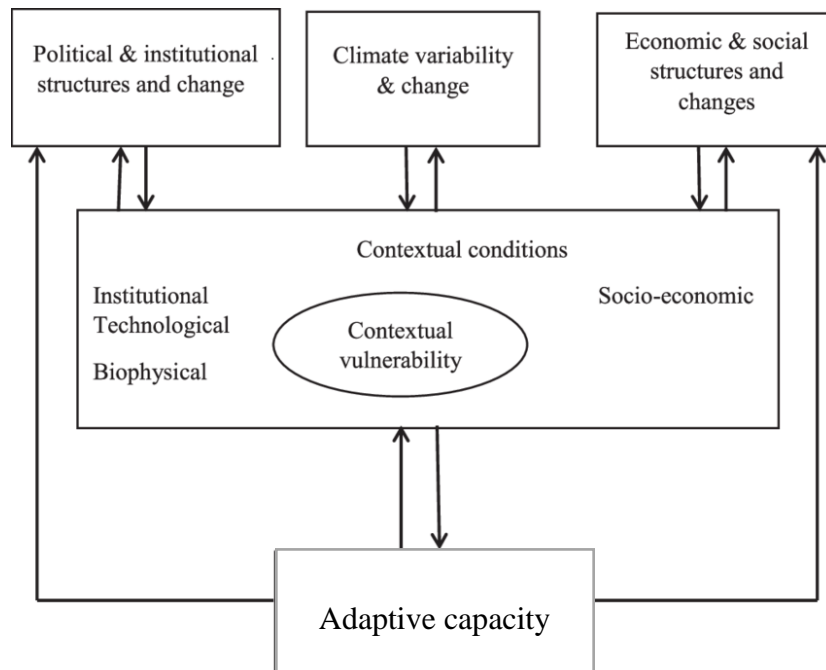 Political & institutional
structures and change
Climate variability
& change
Economic & social
structures and
changes
Contextual conditions
Institutional
Technological
Biophysical
Socio-economic
Contextual
vulnerability
Adaptive capacity